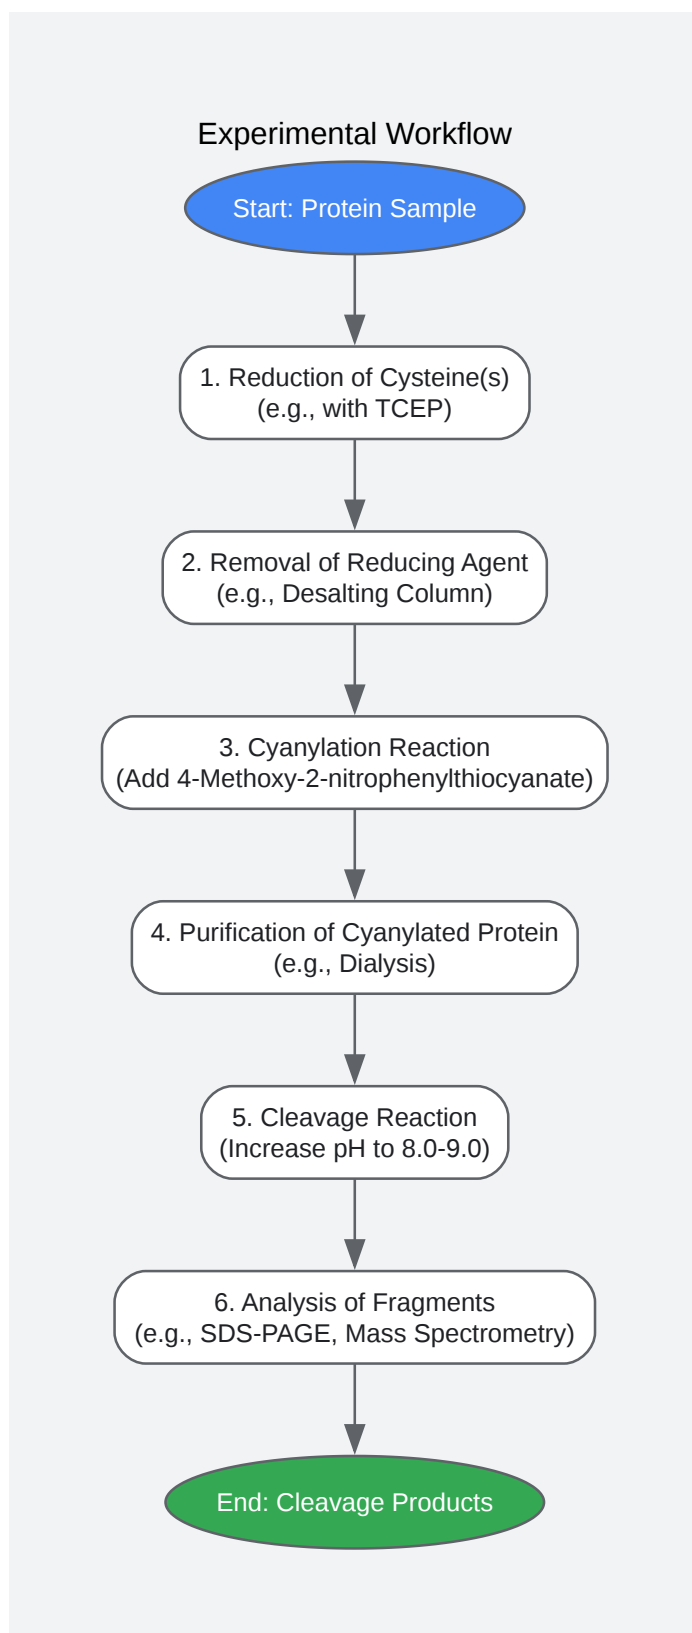 Experimental Workflow
Start: Protein Sample
1. Reduction of Cysteine(s)
(e.g., with TCEP)
2. Removal of Reducing Agent
(e.g., Desalting Column)
3. Cyanylation Reaction
(Add 4-Methoxy-2-nitrophenylthiocyanate)
4. Purification of Cyanylated Protein
(e.g., Dialysis)
5. Cleavage Reaction
(Increase pH to 8.0-9.0)
6. Analysis of Fragments
(e.g., SDS-PAGE, Mass Spectrometry)
End: Cleavage Products